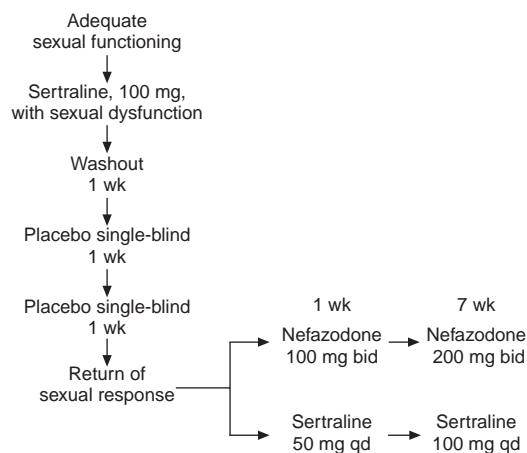 Adequate
sexual functioning
Sertraline, 100 mg,
with sexual dysfunction
Washout
1 wk
Placebo single-blind
1 wk
Placebo single-blind
1 wk
Return of
sexual response
1 wk
Nefazodone
100 mg bid
7 wk
Nefazodone
200 mg bid
Sertraline
50 mg qd
Sertraline
100 mg qd